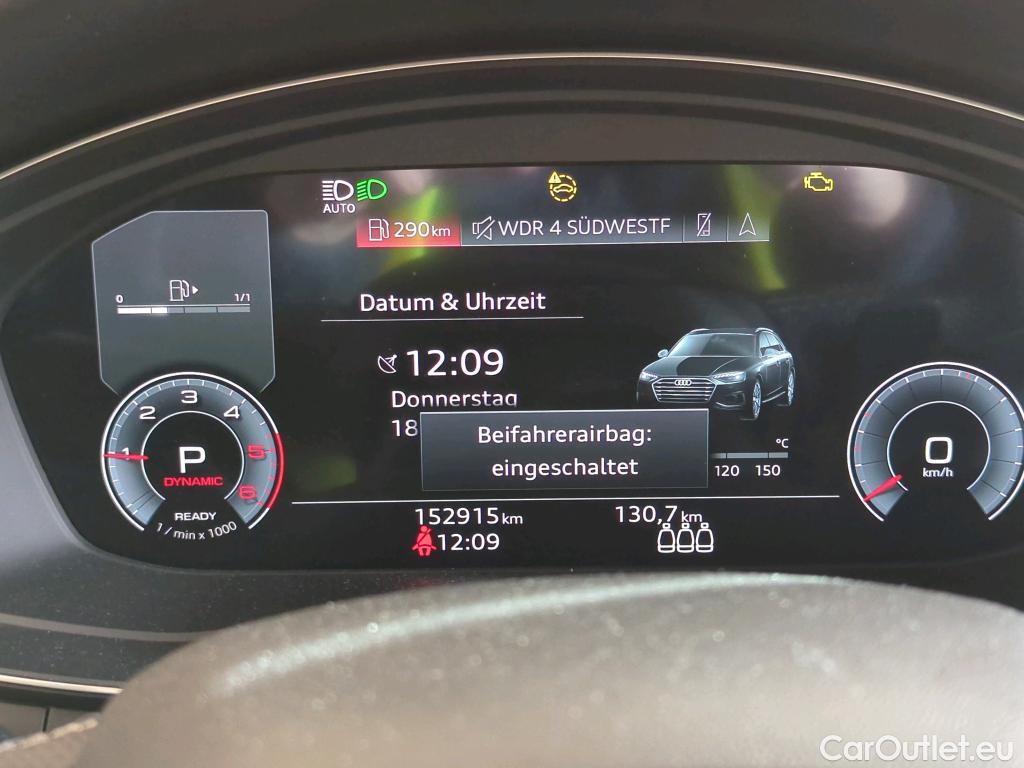 AUTO
290 km
WDR 4 SÜDWESTF
0 1/1
Datum & Uhrzeit
12:09
Donnerstag
18
Beifahrerairbag:
eingeschaltet
°C
120 150
1 2 3 4 5 6
P
DYNAMIC
READY
1 / min x 1000
0
km/h
152915 km
130,7 km
12:09
CarOutlet.eu